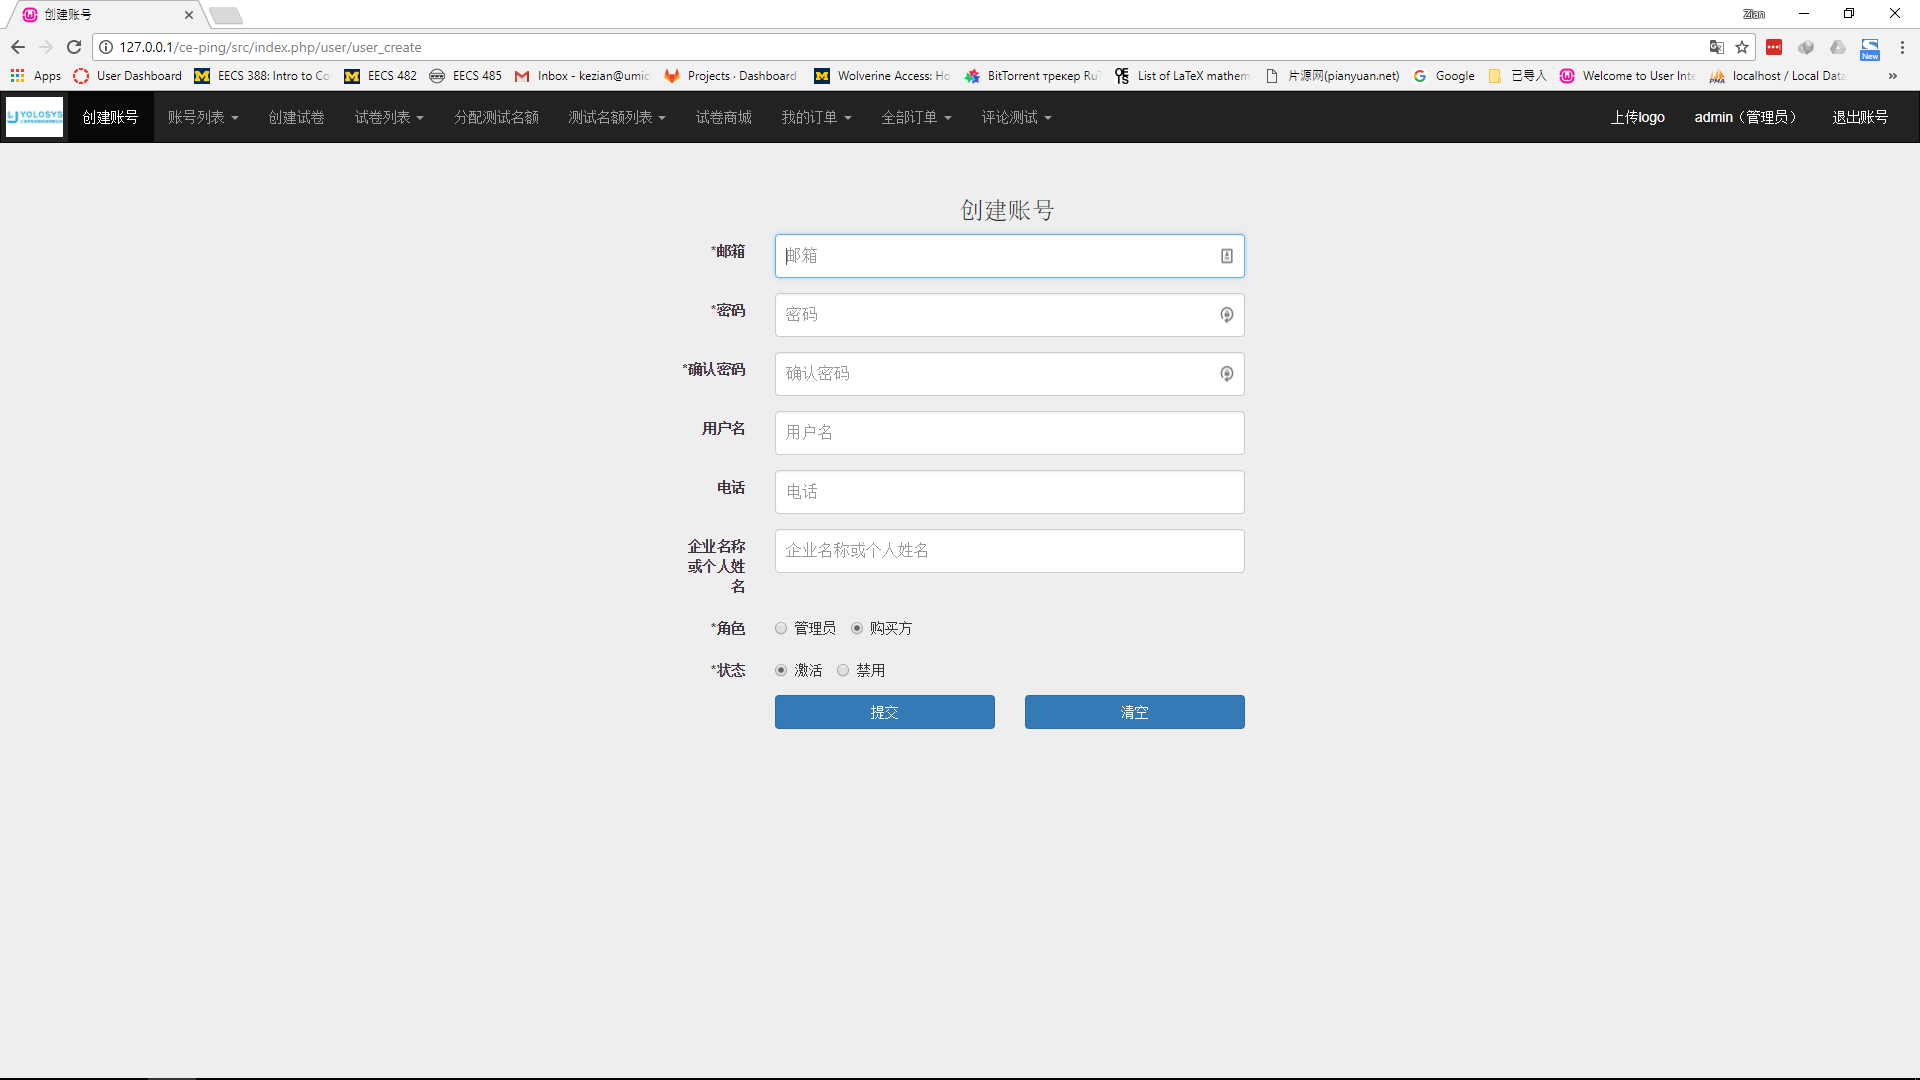 创建账号
Zian
127.0.0.1/ce-ping/src/index.php/user/user_create
Apps
User Dashboard
EECS 388: Intro to Co
EECS 482
EECS 485
Inbox - kezian@umic
Projects · Dashboard
Wolverine Access: Ho
BitTorrent трекер RuT
List of LaTeX mathem
片源网(pianyuan.net)
Google
已导入
Welcome to User Inte
localhost / Local Data
New
YOLOSYS
创建账号
账号列表
创建试卷
试卷列表
分配测试名额
测试名额列表
试卷商城
我的订单
全部订单
评论测试
上传logo
admin（管理员）
退出账号
创建账号
*邮箱
邮箱
*密码
密码
*确认密码
确认密码
用户名
用户名
电话
电话
企业名称
或个人姓
名
企业名称或个人姓名
*角色
管理员
购买方
*状态
激活
禁用
提交
清空